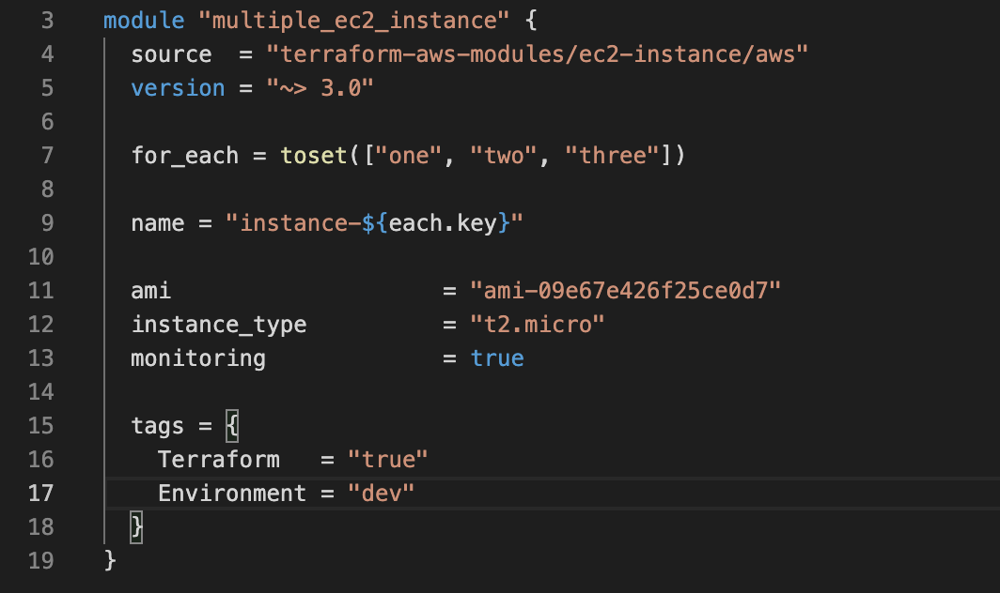 3 module "multiple_ec2_instance" {
4   source  = "terraform-aws-modules/ec2-instance/aws"
5   version = "~> 3.0"
6
7   for_each = toset(["one", "two", "three"])
8
9   name = "instance-${each.key}"
10
11   ami                    = "ami-09e67e426f25ce0d7"
12   instance_type          = "t2.micro"
13   monitoring             = true
14
15   tags = {
16     Terraform   = "true"
17     Environment = "dev"
18   }
19 }